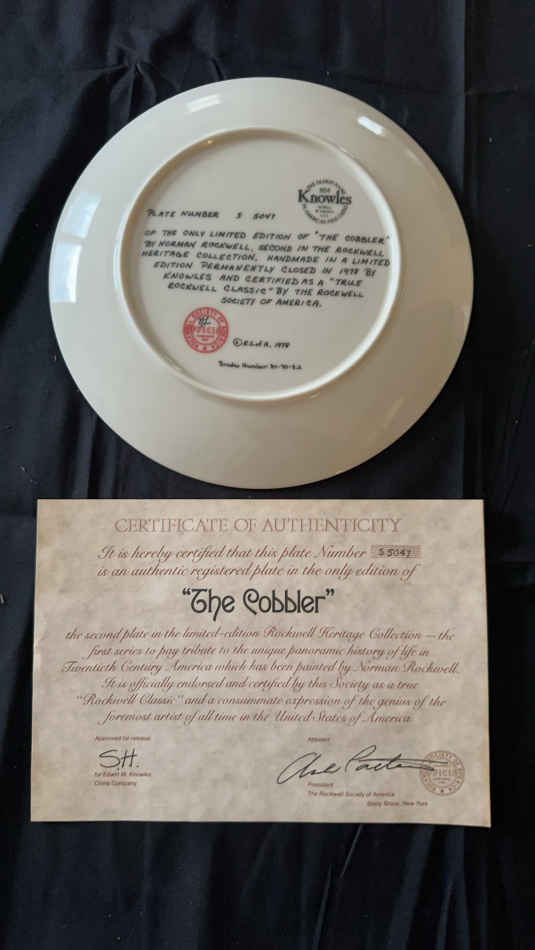 Knowles
PLATE NUMBER S 5047
OF THE ONLY LIMITED EDITION OF "THE COBBLER"
BY NORMAN ROCKWELL, SECOND IN THE ROCKWELL
HERITAGE COLLECTION, HANDMADE IN A LIMITED
EDITION PERMANENTLY CLOSED IN 1978 BY
KNOWLES AND CERTIFIED AS A "TRUE
ROCKWELL CLASSIC" BY THE ROCKWELL
SOCIETY OF AMERICA.
©R.S.of A. 1978
Bradex Number
CERTIFICATE OF AUTHENTICITY
It is hereby certified that this plate Number S 5047
is an authentic registered plate in the only edition of
"The Cobbler"
the second plate in the limited-edition Rockwell Heritage Collection — the
first series to pay tribute to the unique panoramic history of life in
Twentieth Century America which has been painted by Norman Rockwell.
It is officially endorsed and certified by this Society as a true
"Rockwell Classic" and a consummate expression of the genius of the
foremost artist of all time in the United States of America
Approved for release
Attested
S.H.
for Edwin M. Knowles
China Company
President
The Rockwell Society of America
Stony Brook, New York